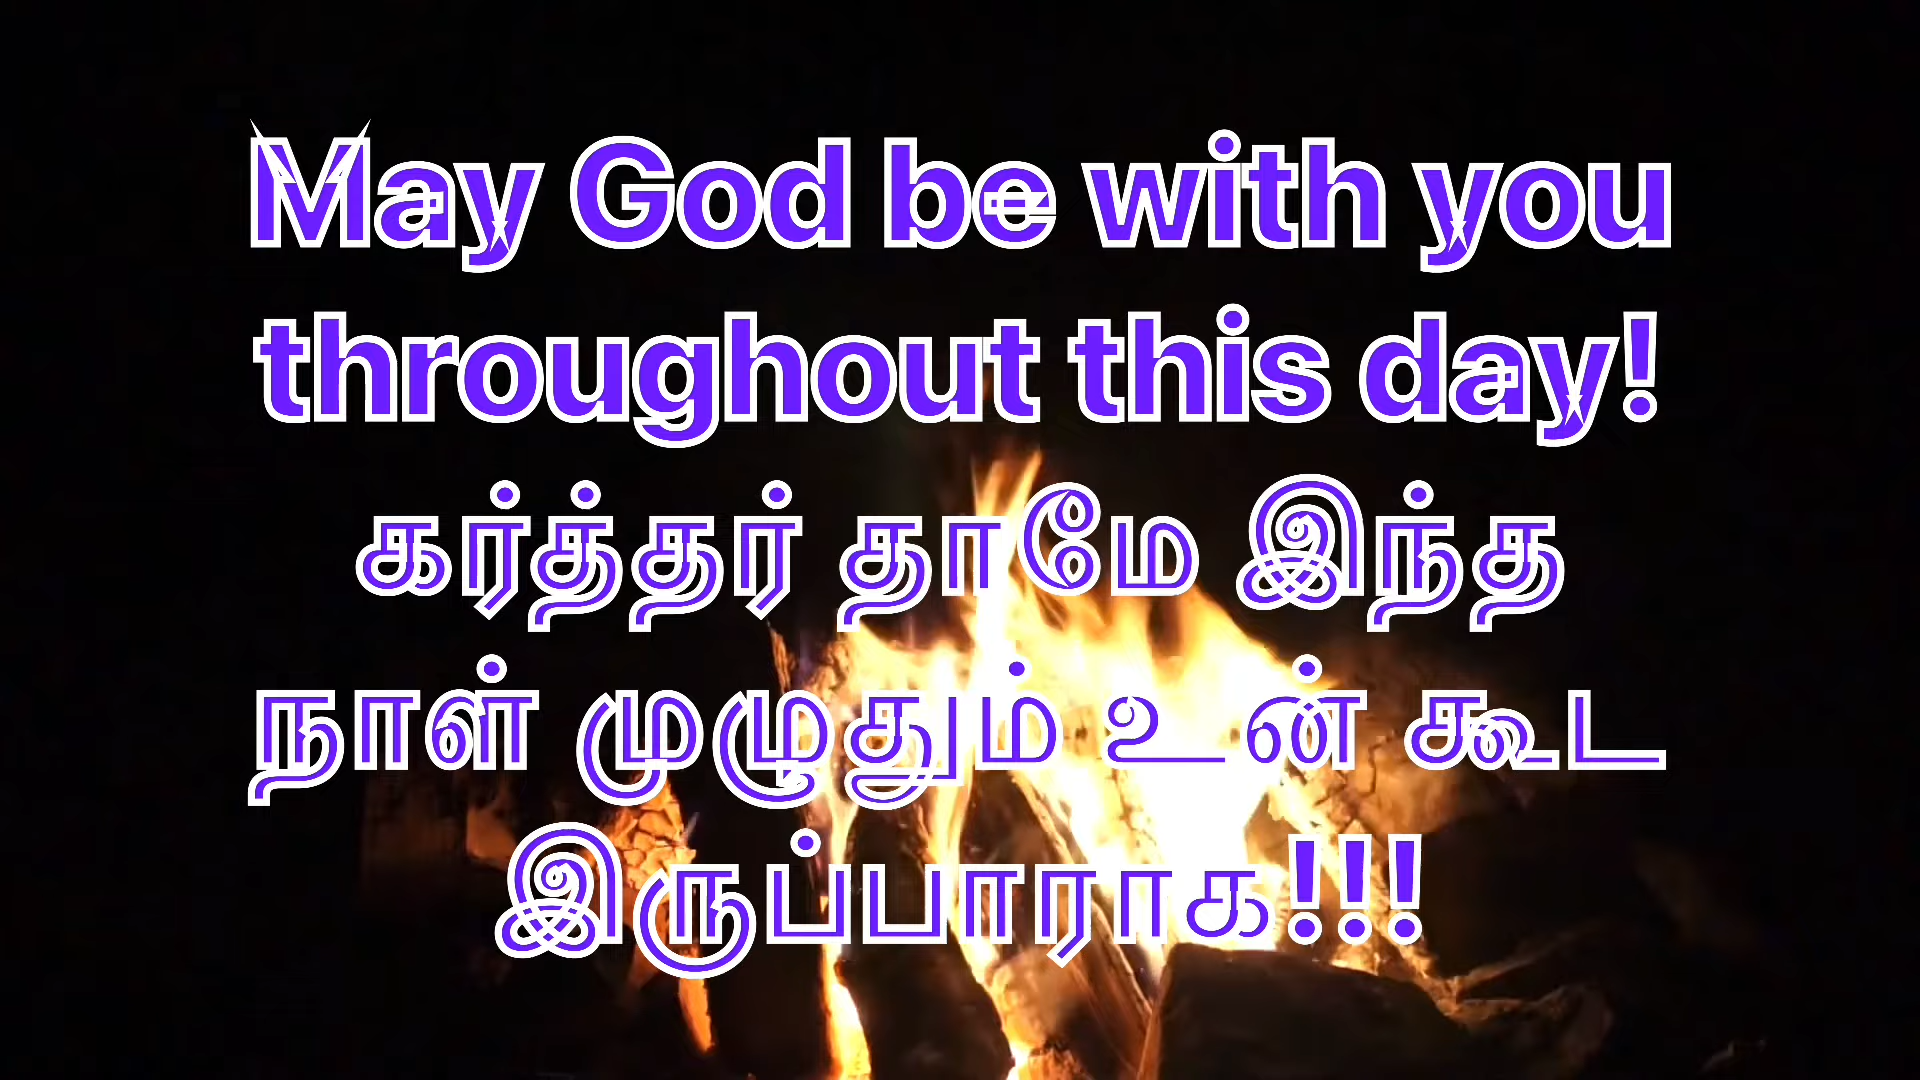 May God be with you
throughout this day!
கர்த்தர் தாமே இந்த
நாள் முழுதும் உன் கூட
இருப்பாராக!!!